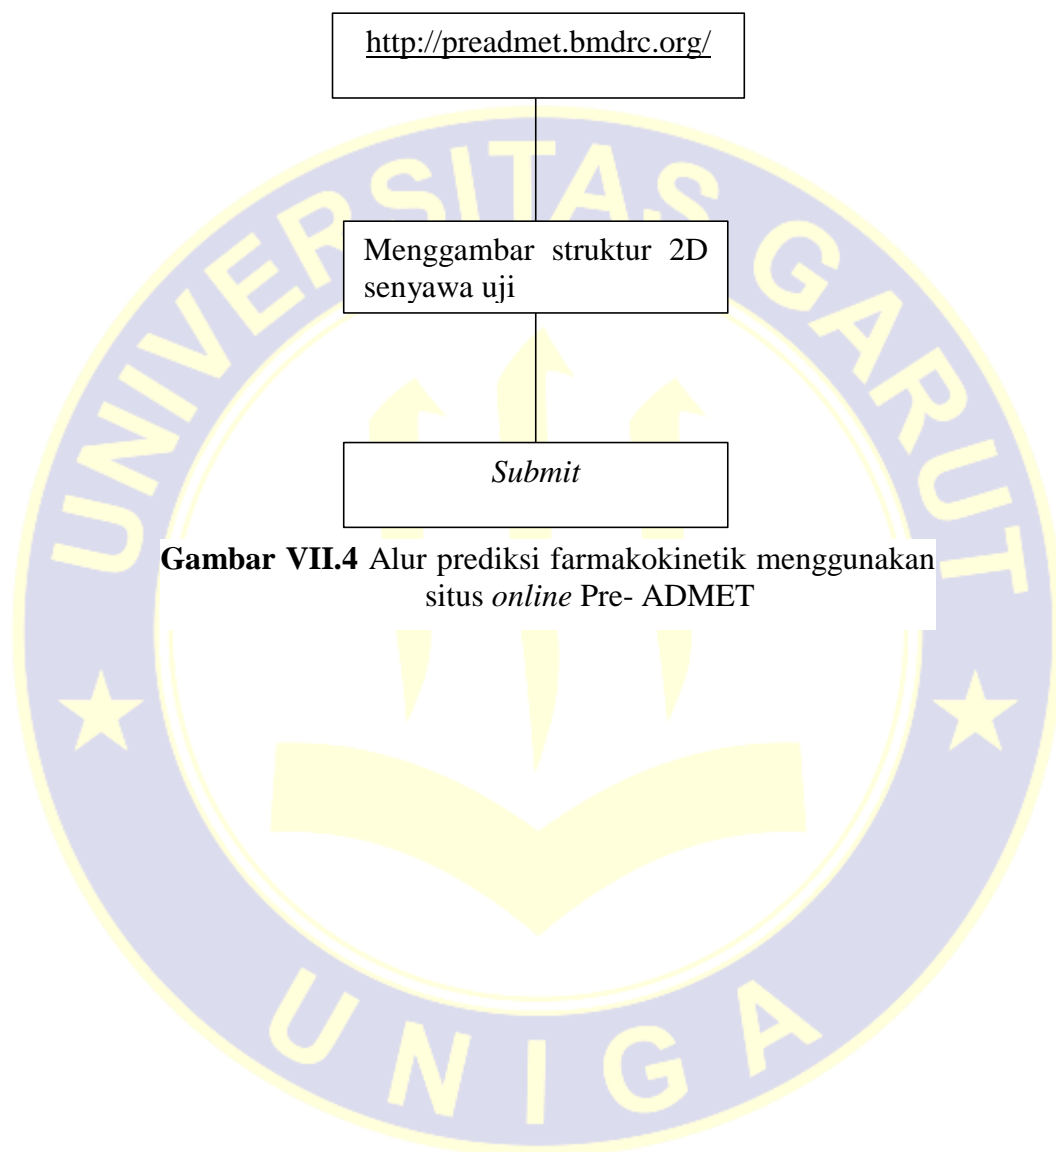 http://preadmet.bmdrc.org/
UNIVERSITAS GARUT
Menggambar struktur 2D
senyawa uji
Submit
Gambar VII.4 Alur prediksi farmakokinetik menggunakan
situs online Pre- ADMET
UNIGA